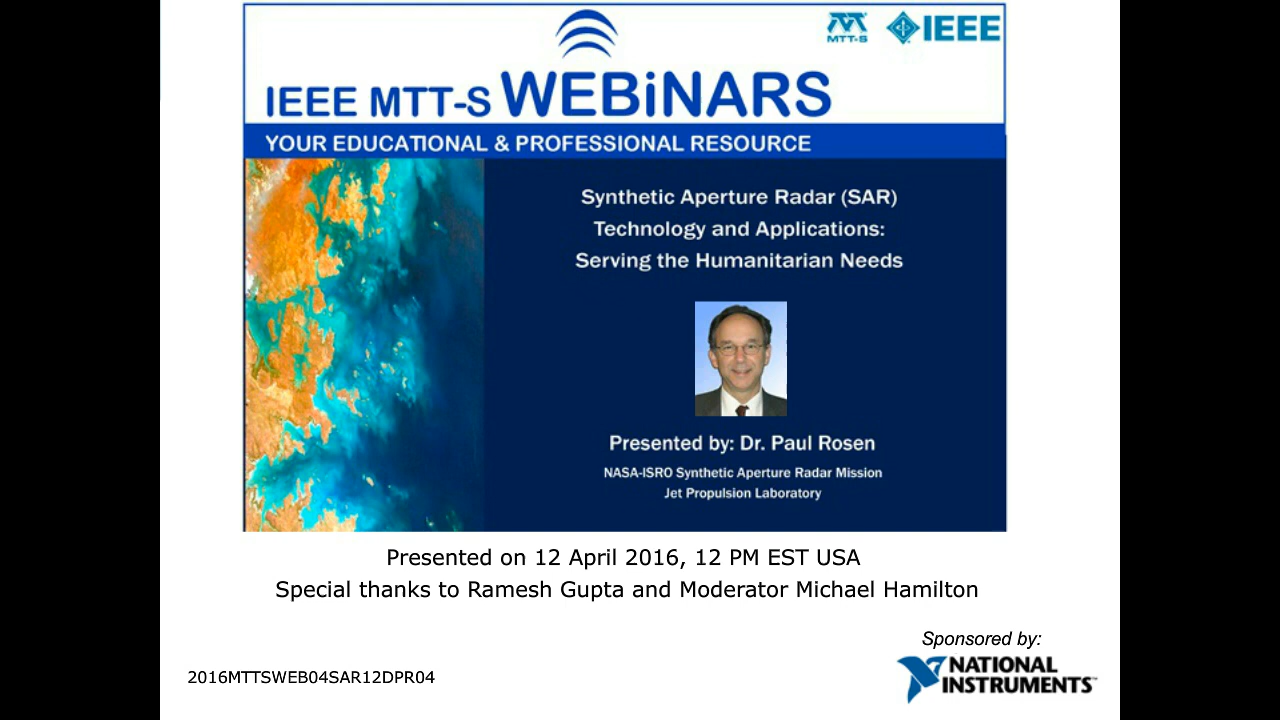 MTT-S
IEEE
IEEE MTT-S WEBiNARS
YOUR EDUCATIONAL & PROFESSIONAL RESOURCE
Synthetic Aperture Radar (SAR)
Technology and Applications:
Serving the Humanitarian Needs
Presented by: Dr. Paul Rosen
NASA-ISRO Synthetic Aperture Radar Mission
Jet Propulsion Laboratory
Presented on 12 April 2016, 12 PM EST USA
Special thanks to Ramesh Gupta and Moderator Michael Hamilton
Sponsored by:
NATIONAL
INSTRUMENTS
2016MTTSWEB04SAR12DPR04